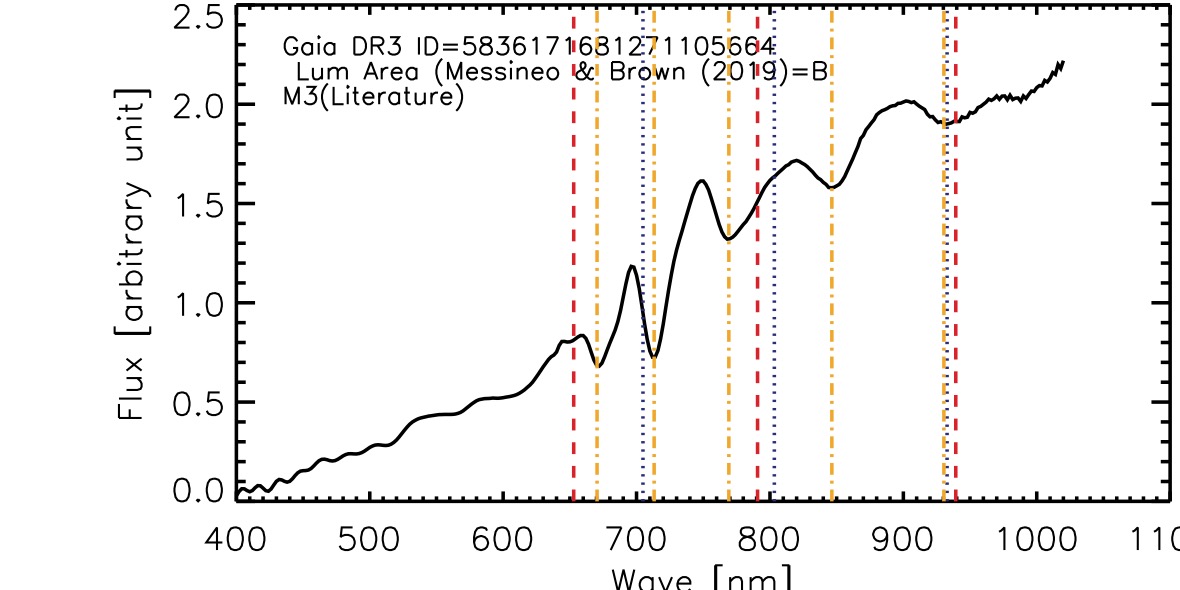 2.5
Gaia DR3 ID=5836171681271105664
Lum Area (Messineo & Brown (2019)=B
M3(Literature)
2.0
1.5
1.0
0.5
0.0
Flux [arbitrary unit]
400 500 600 700 800 900 1000 110
Wave [nm]